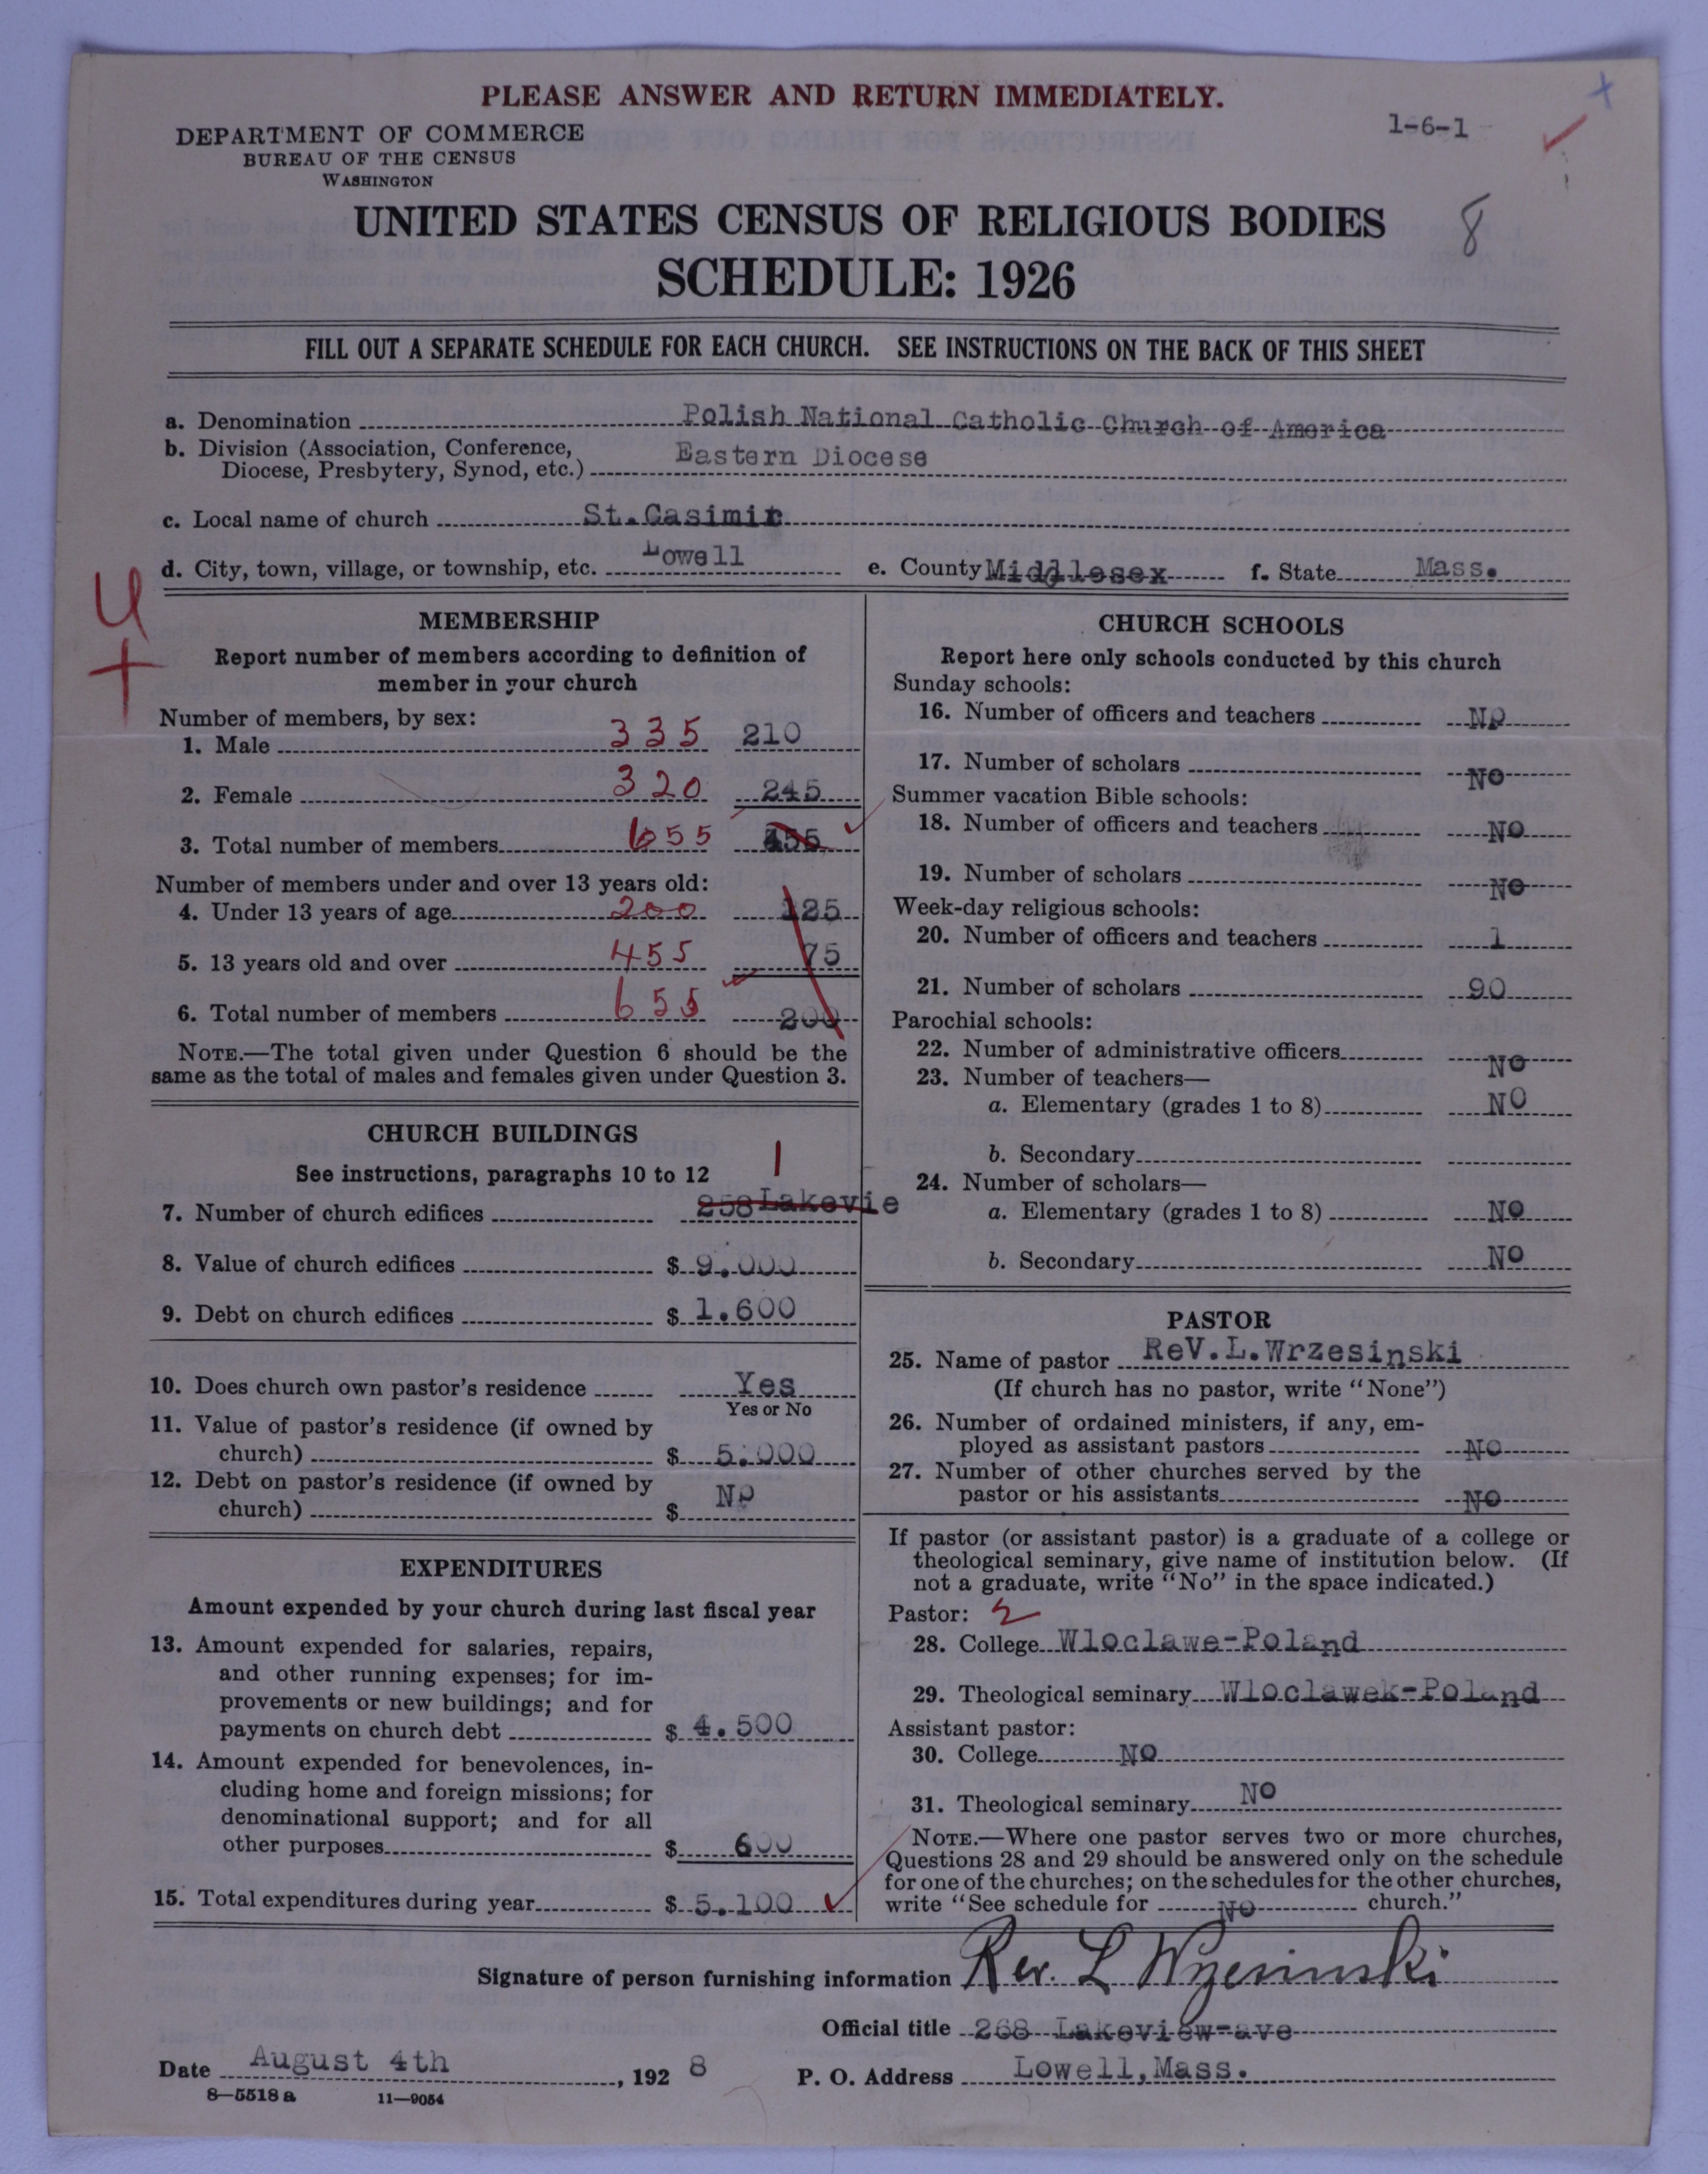 PLEASE ANSWER AND RETURN IMMEDIATELY.
DEPARTMENT OF COMMERCE
BUREAU OF THE CENSUS
WASHINGTON
1-6-1
UNITED STATES CENSUS OF RELIGIOUS BODIES
8
SCHEDULE: 1926
FILL OUT A SEPARATE SCHEDULE FOR EACH CHURCH. SEE INSTRUCTIONS ON THE BACK OF THIS SHEET
a. Denomination Polish National Catholic Church of America
b. Division (Association, Conference,
Diocese, Presbytery, Synod, etc.) Eastern Diocese
c. Local name of church St.Casimir
d. City, town, village, or township, etc. Lowell e. County Middlesex f. State Mass.
MEMBERSHIP
Report number of members according to definition of
member in your church
Number of members, by sex:
1. Male 335 210
2. Female 320 245
3. Total number of members 655 455
Number of members under and over 13 years old:
4. Under 13 years of age 200 125
5. 13 years old and over 455 75
6. Total number of members 655 200
NOTE.—The total given under Question 6 should be the
same as the total of males and females given under Question 3.
CHURCH BUILDINGS
See instructions, paragraphs 10 to 12
1
7. Number of church edifices 258 Lakevie
8. Value of church edifices $ 9.000
9. Debt on church edifices $ 1.600
10. Does church own pastor's residence Yes
Yes or No
11. Value of pastor's residence (if owned by
church) $ 5.000
12. Debt on pastor's residence (if owned by
church) $ No
EXPENDITURES
Amount expended by your church during last fiscal year
13. Amount expended for salaries, repairs,
and other running expenses; for im-
provements or new buildings; and for
payments on church debt $ 4.500
14. Amount expended for benevolences, in-
cluding home and foreign missions; for
denominational support; and for all
other purposes $ 600
15. Total expenditures during year $ 5.100
CHURCH SCHOOLS
Report here only schools conducted by this church
Sunday schools:
16. Number of officers and teachers No
17. Number of scholars No
Summer vacation Bible schools:
18. Number of officers and teachers No
19. Number of scholars No
Week-day religious schools:
20. Number of officers and teachers 1
21. Number of scholars 90
Parochial schools:
22. Number of administrative officers No
23. Number of teachers—
a. Elementary (grades 1 to 8) NO
b. Secondary
24. Number of scholars—
a. Elementary (grades 1 to 8) No
b. Secondary No
PASTOR
25. Name of pastor ReV.L.Wrzesinski
(If church has no pastor, write "None")
26. Number of ordained ministers, if any, em-
ployed as assistant pastors No
27. Number of other churches served by the
pastor or his assistants No
If pastor (or assistant pastor) is a graduate of a college or
theological seminary, give name of institution below. (If
not a graduate, write "No" in the space indicated.)
Pastor: 2
28. College Wloclawe-Poland
29. Theological seminary Wloclawek-Poland
Assistant pastor:
30. College No
31. Theological seminary No
NOTE.—Where one pastor serves two or more churches,
Questions 28 and 29 should be answered only on the schedule
for one of the churches; on the schedules for the other churches,
write "See schedule for No church."
Signature of person furnishing information Rev. L Wrzesinski
Official title 268 Lakeview-ave
Date August 4th, 1928 P. O. Address Lowell,Mass.
8—5518 a 11—9054